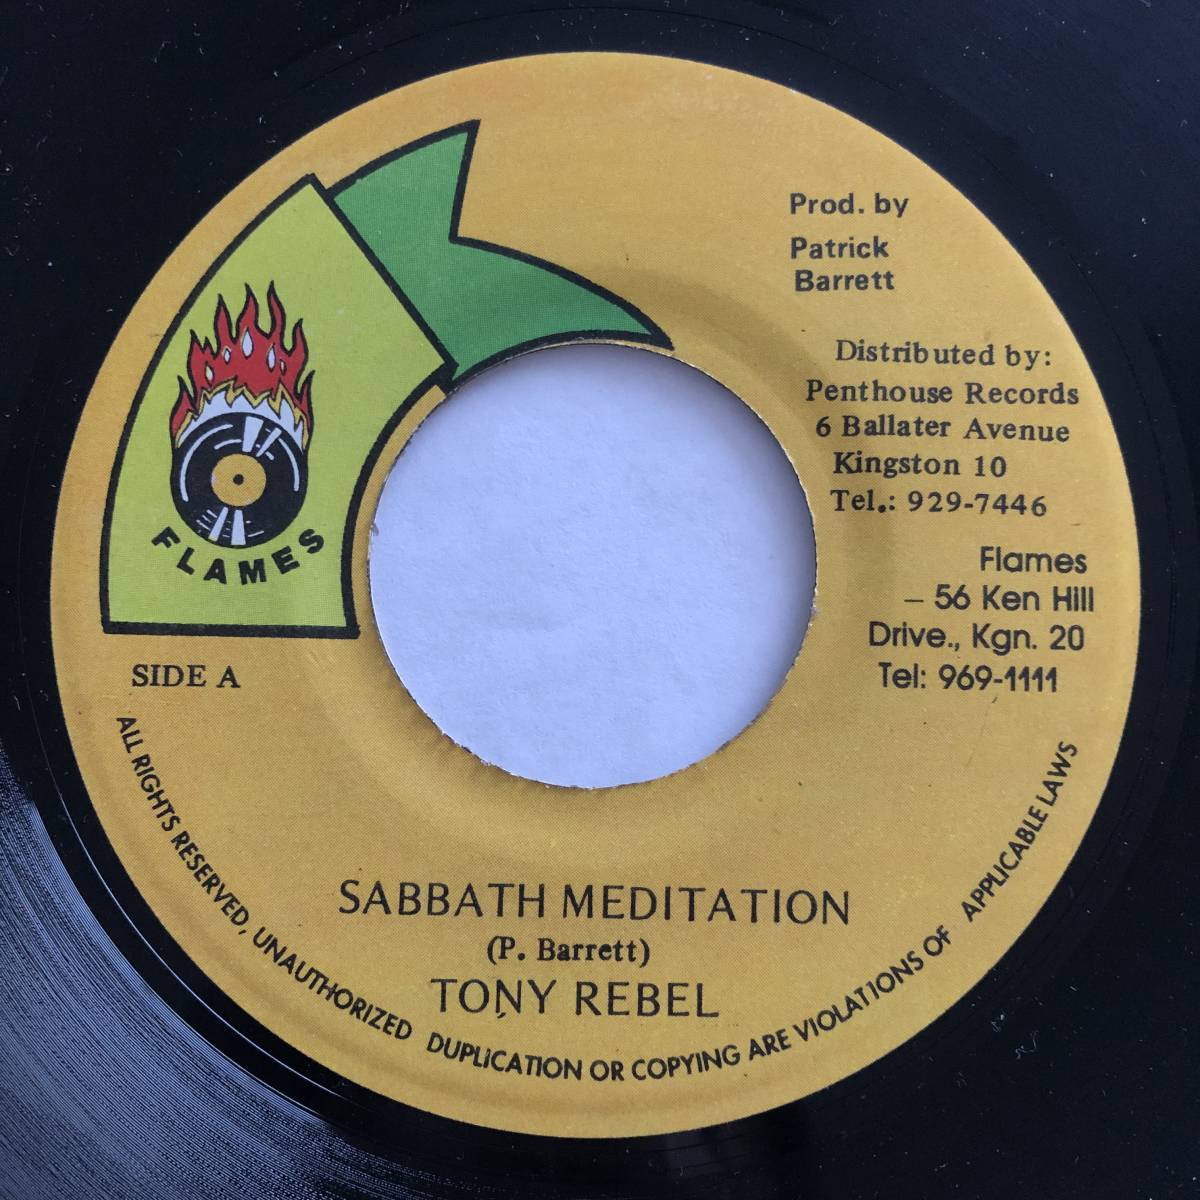 Prod. by
Patrick
Barrett
Distributed by:
Penthouse Records
6 Ballater Avenue
Kingston 10
Tel.: 929-7446
Flames
– 56 Ken Hill
Drive., Kgn. 20
Tel: 969-1111
FLAMES
SIDE A
SABBATH MEDITATION
(P. Barrett)
TONY REBEL
ALL RIGHTS RESERVED, UNAUTHORIZED DUPLICATION OR COPYING ARE VIOLATIONS OF APPLICABLE LAWS